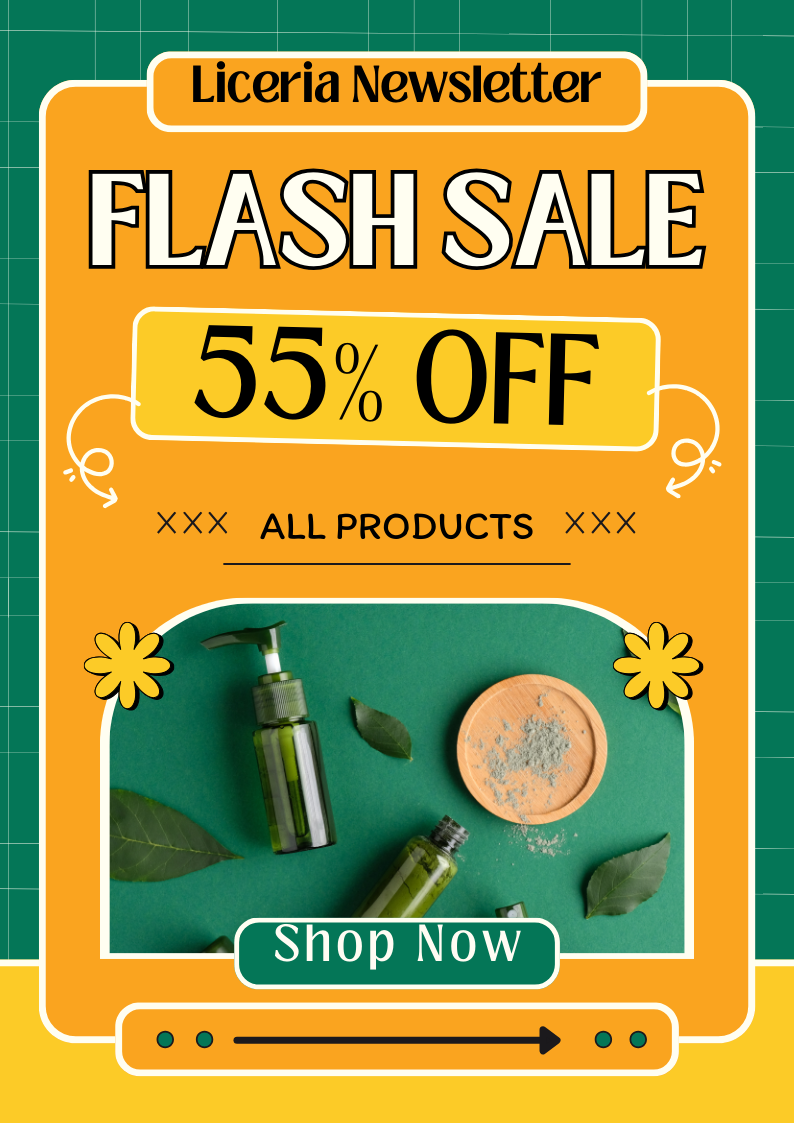 Liceria Newsletter
FLASH SALE
55% OFF
XXX ALL PRODUCTS XXX
Shop Now